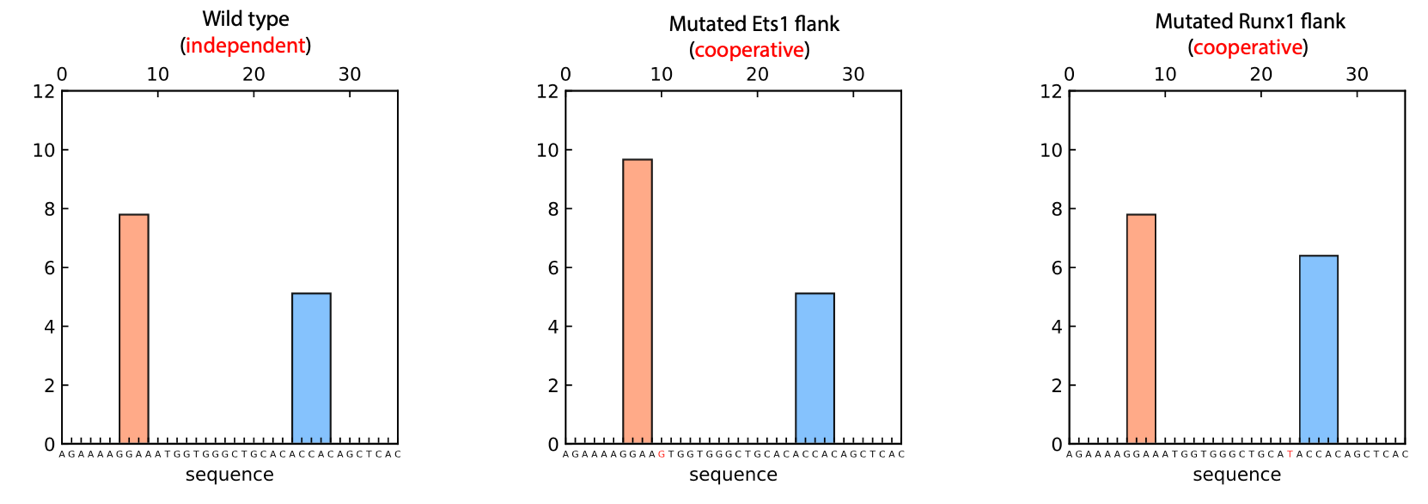 Wild type
(independent)
0 10 20 30
12
10
8
6
4
2
0
AGAAAAGGAAATGGTGGGCTGCACACCACAGCTCAC
sequence
Mutated Ets1 flank
(cooperative)
0 10 20 30
12
10
8
6
4
2
0
AGAAAAGGAAGTGGTGGGCTGCACACCACAGCTCAC
sequence
Mutated Runx1 flank
(cooperative)
0 10 20 30
12
10
8
6
4
2
0
AGAAAAGGAAATGGTGGGCTGCATACCACAGCTCAC
sequence